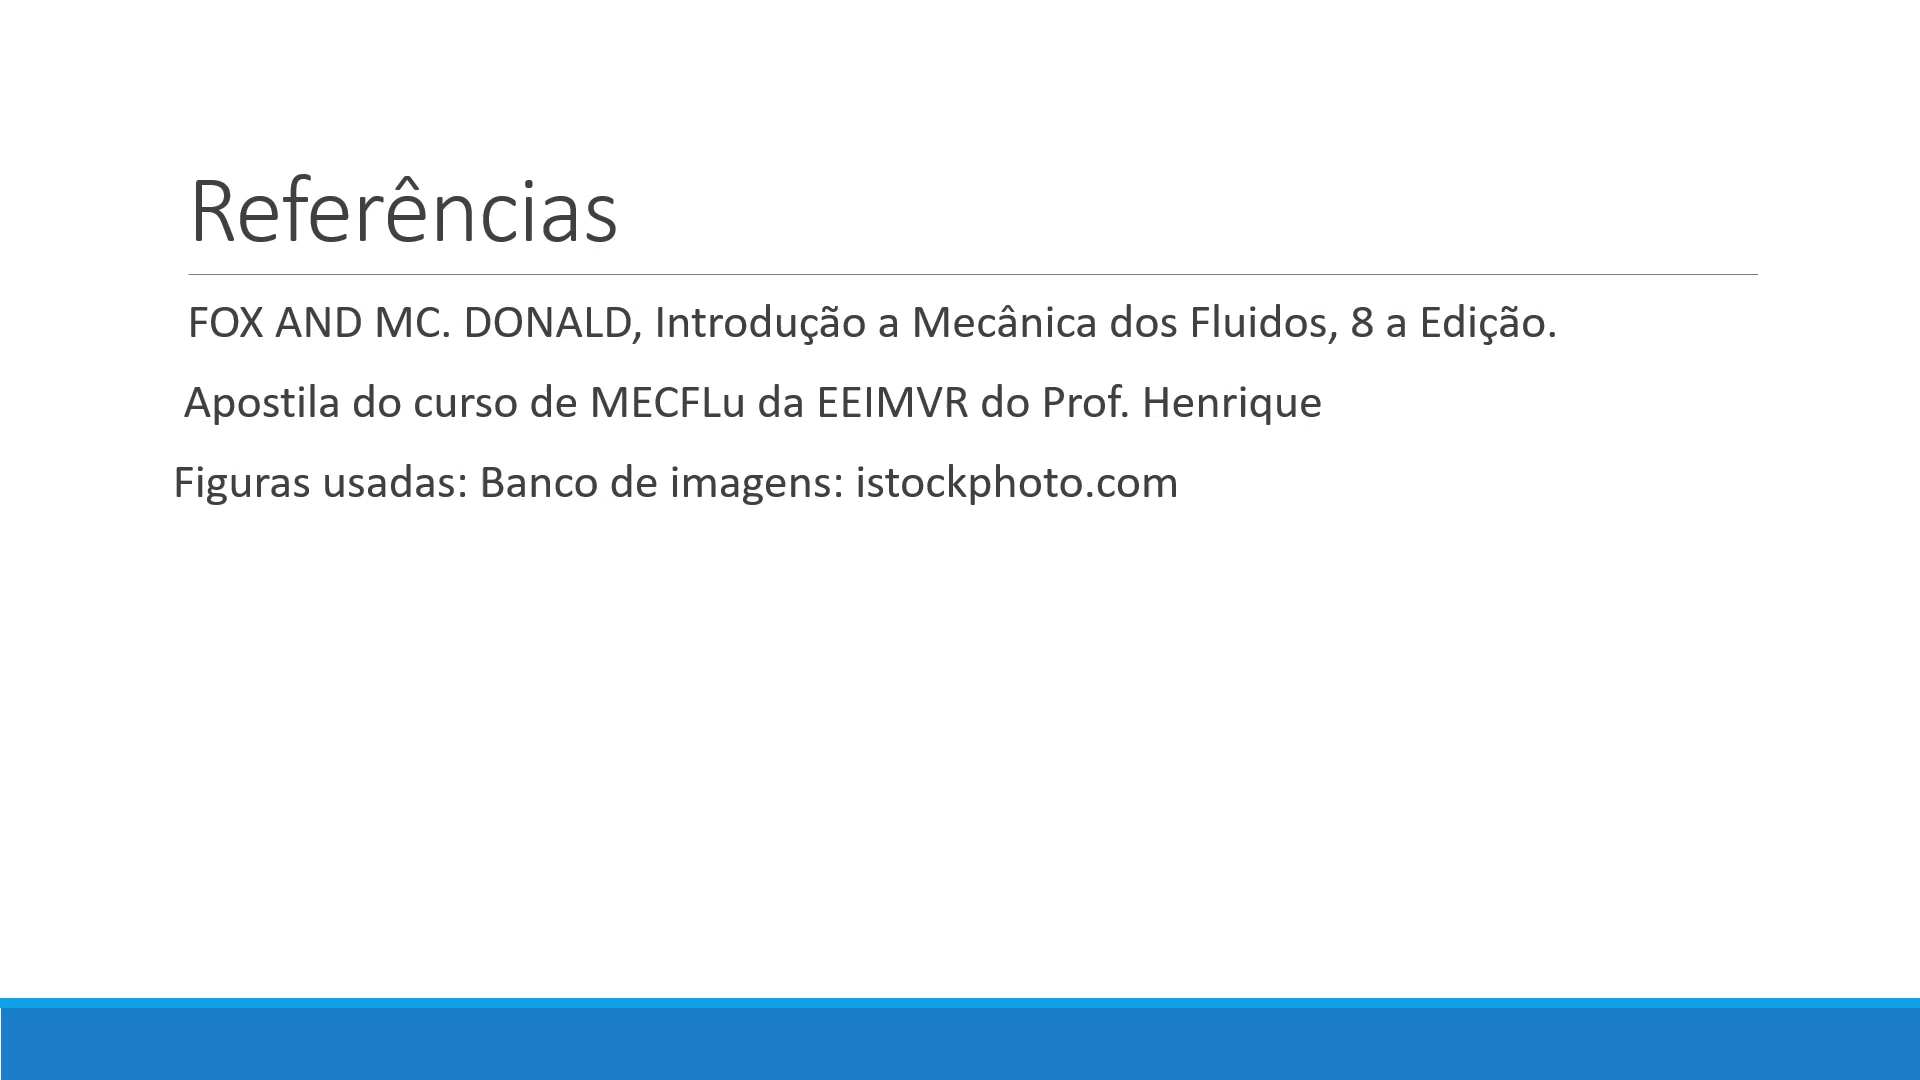 Referências
FOX AND MC. DONALD, Introdução a Mecânica dos Fluidos, 8 a Edição.
Apostila do curso de MECFLu da EEIMVR do Prof. Henrique
Figuras usadas: Banco de imagens: istockphoto.com